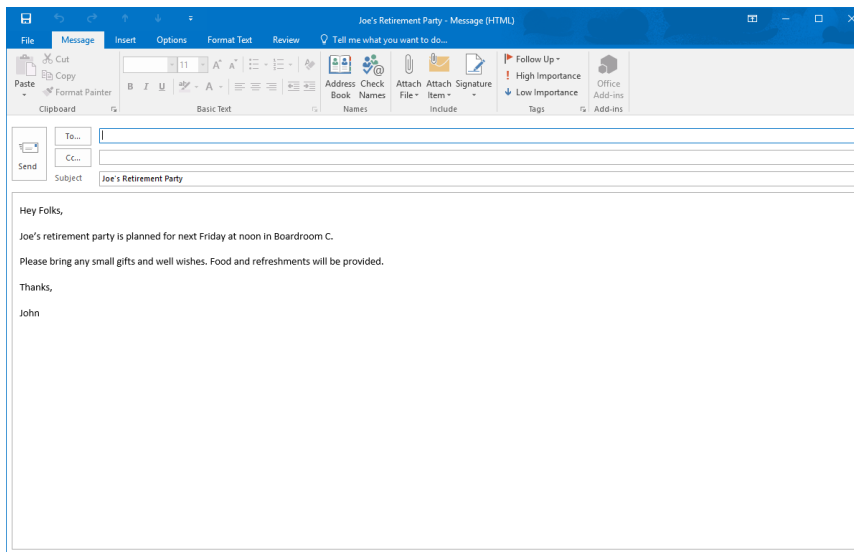 Joe's Retirement Party - Message (HTML)
File Message Insert Options Format Text Review Tell me what you want to do...
Cut
Copy
Format Painter
Paste
Clipboard
11
A A
B I U aby A
Basic Text
Address Book
Check Names
Names
Attach File
Attach Item
Signature
Include
Follow Up
High Importance
Low Importance
Tags
Office Add-ins
Add-ins
Send
To...
Cc...
Subject Joe's Retirement Party
Hey Folks,
Joe's retirement party is planned for next Friday at noon in Boardroom C.
Please bring any small gifts and well wishes. Food and refreshments will be provided.
Thanks,
John